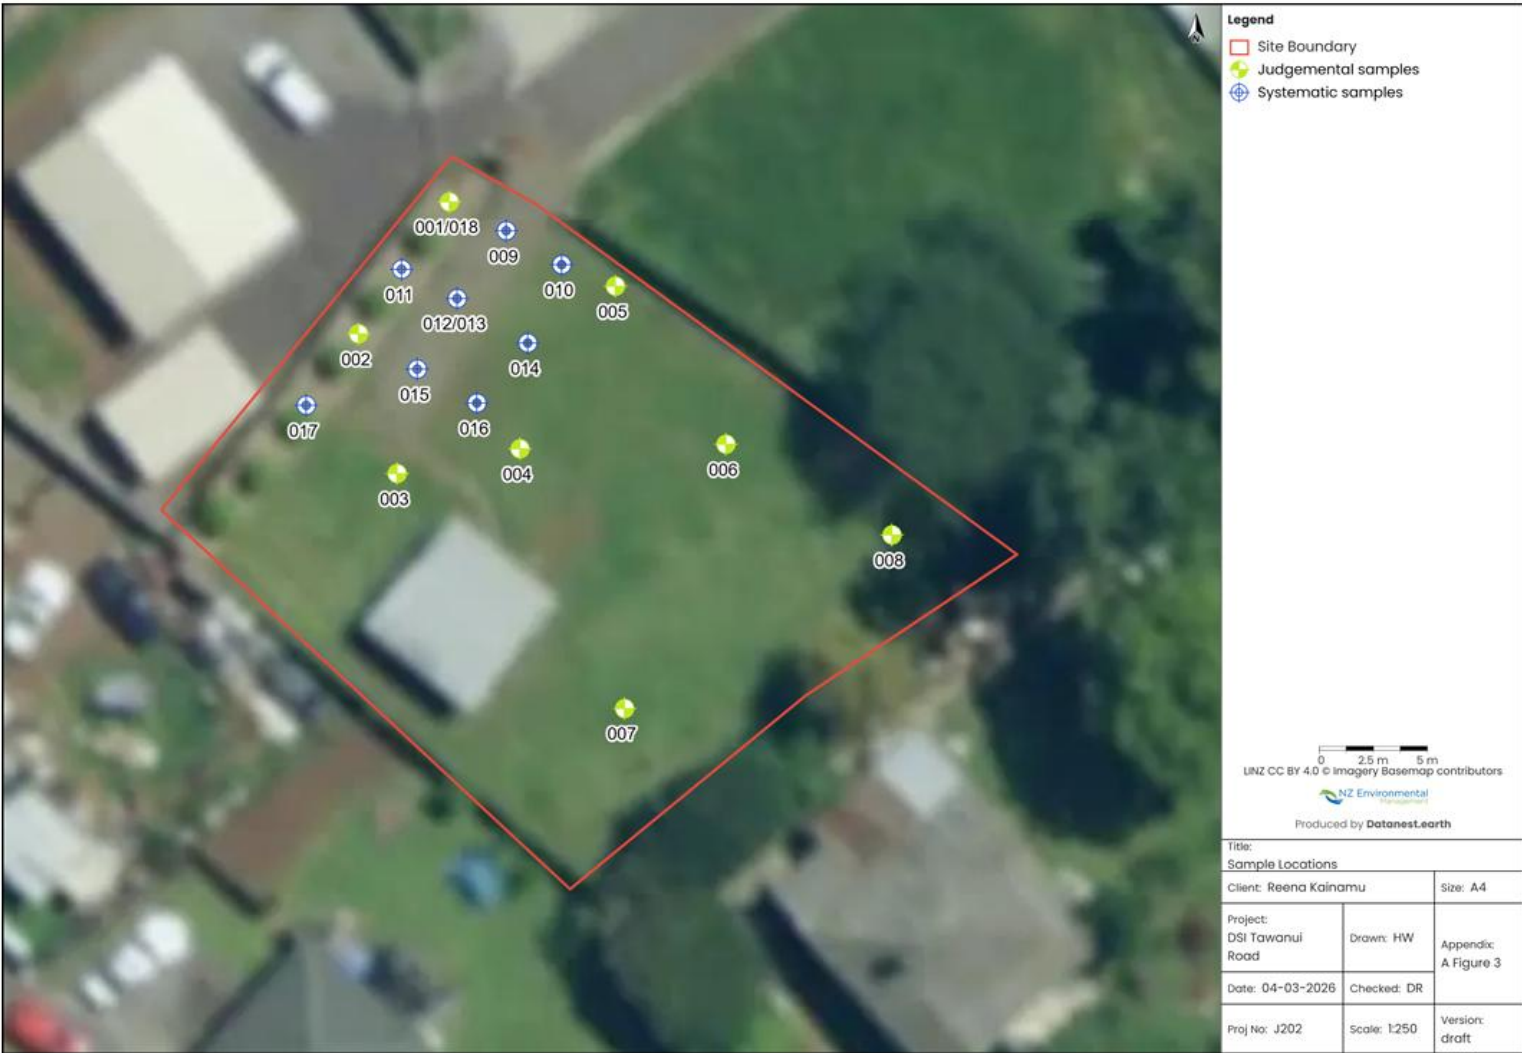 N
001/018
009
011
010
005
012/013
002
014
015
017
016
004
006
003
008
007
Legend
Site Boundary
Judgemental samples
Systematic samples
0 2.5 m 5 m
LINZ CC BY 4.0 © Imagery Basemap contributors
NZ Environmental
Management
Produced by Datanest.earth
Title:
Sample Locations
Client: Reena Kainamu
Size: A4
Project:
DSI Tawanui
Road
Drawn: HW
Appendix:
A Figure 3
Date: 04-03-2026
Checked: DR
Proj No: J202
Scale: 1:250
Version:
draft